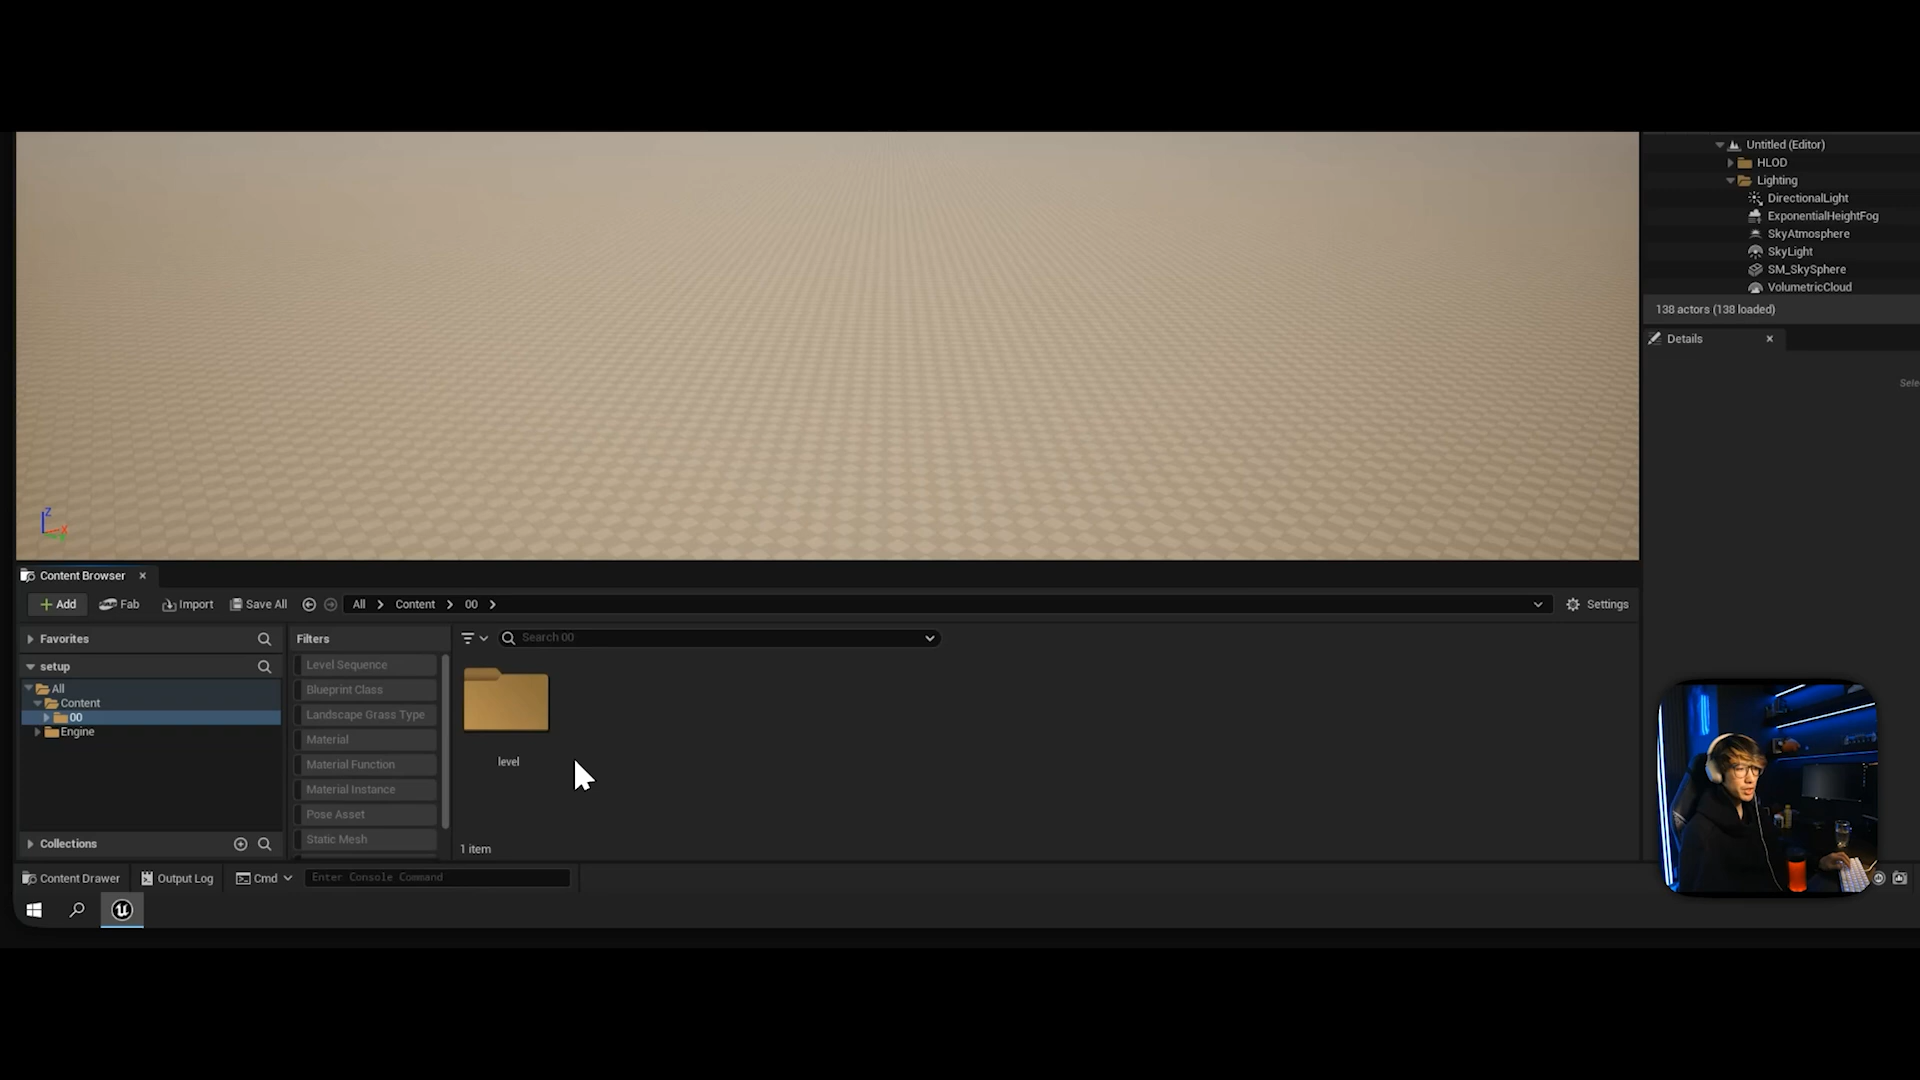 Untitled (Editor)
HLOD
Lighting
DirectionalLight
ExponentialHeightFog
SkyAtmosphere
SkyLight
SM_SkySphere
VolumetricCloud
138 actors (138 loaded)
Details
Sele
Z
X
Content Browser
Add
Fab
Import
Save All
All
Content
00
Settings
Favorites
Filters
Search 00
setup
Level Sequence
All
Blueprint Class
Content
00
Landscape Grass Type
Engine
Material
level
Material Function
Material Instance
Pose Asset
Static Mesh
Collections
1 item
Content Drawer
Output Log
Cmd
Enter Console Command